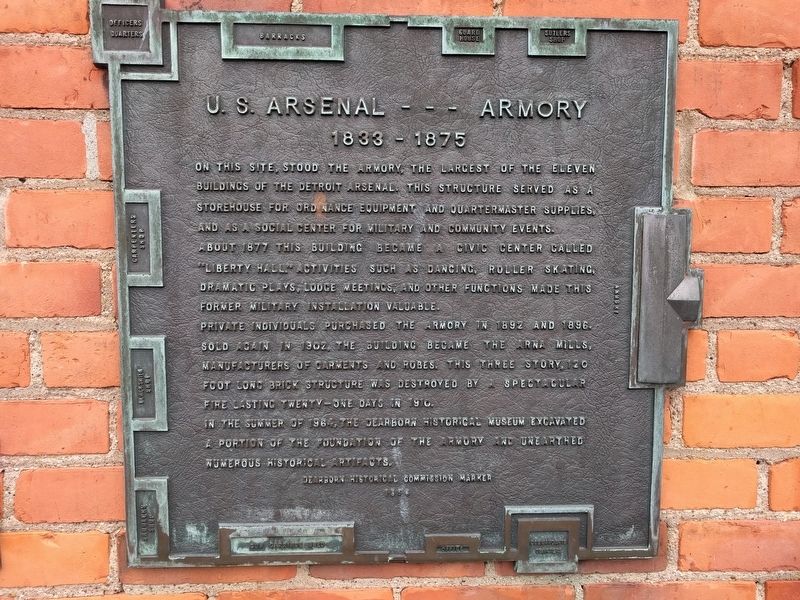 OFFICERS
QUARTERS
BARRACKS
GUARD
HOUSE
SUTLERS
SHOP
U. S. ARSENAL - - - ARMORY
1833 - 1875
ON THIS SITE, STOOD THE ARMORY, THE LARGEST OF THE ELEVEN
BUILDINGS OF THE DETROIT ARSENAL. THIS STRUCTURE SERVED AS A
STOREHOUSE FOR ORDNANCE EQUIPMENT AND QUARTERMASTER SUPPLIES,
AND AS A SOCIAL CENTER FOR MILITARY AND COMMUNITY EVENTS.
ABOUT 1877 THIS BUILDING BECAME A CIVIC CENTER CALLED
"LIBERTY HALL." ACTIVITIES SUCH AS DANCING, ROLLER SKATING,
DRAMATIC PLAYS, LODGE MEETINGS, AND OTHER FUNCTIONS MADE THIS
FORMER MILITARY INSTALLATION VALUABLE.
PRIVATE INDIVIDUALS PURCHASED THE ARMORY IN 1892 AND 1896.
SOLD AGAIN IN 1902, THE BUILDING BECAME THE ARNA MILLS,
MANUFACTURERS OF GARMENTS AND ROBES. THIS THREE STORY, 120
FOOT LONG BRICK STRUCTURE WAS DESTROYED BY A SPECTACULAR
FIRE LASTING TWENTY-ONE DAYS IN 1910.
IN THE SUMMER OF 1964, THE DEARBORN HISTORICAL MUSEUM EXCAVATED
A PORTION OF THE FOUNDATION OF THE ARMORY AND UNEARTHED
NUMEROUS HISTORICAL ARTIFACTS.
DEARBORN HISTORICAL COMMISSION MARKER
CARPENTERS
SHOP
ARSENAL
OFFICE
QUARTERS